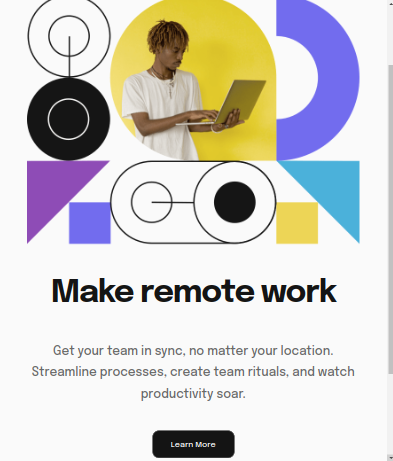 Make remote work
Get your team in sync, no matter your location.
Streamline processes, create team rituals, and watch
productivity soar.
Learn More